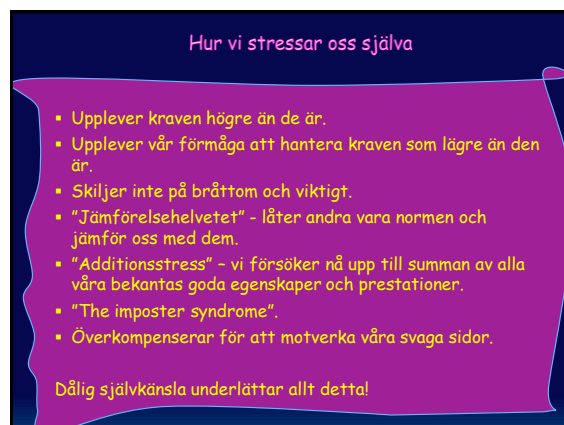 Hur vi stressar oss själva
▪ Upplever kraven högre än de är.
▪ Upplever vår förmåga att hantera kraven som lägre än den
är.
▪ Skiljer inte på bråttom och viktigt.
▪ ”Jämförelsehelvetet” - låter andra vara normen och
jämför oss med dem.
▪ ”Additionsstress” – vi försöker nå upp till summan av alla
våra bekantas goda egenskaper och prestationer.
▪ ”The imposter syndrome”.
▪ Överkompenserar för att motverka våra svaga sidor.
Dålig självkänsla underlättar allt detta!